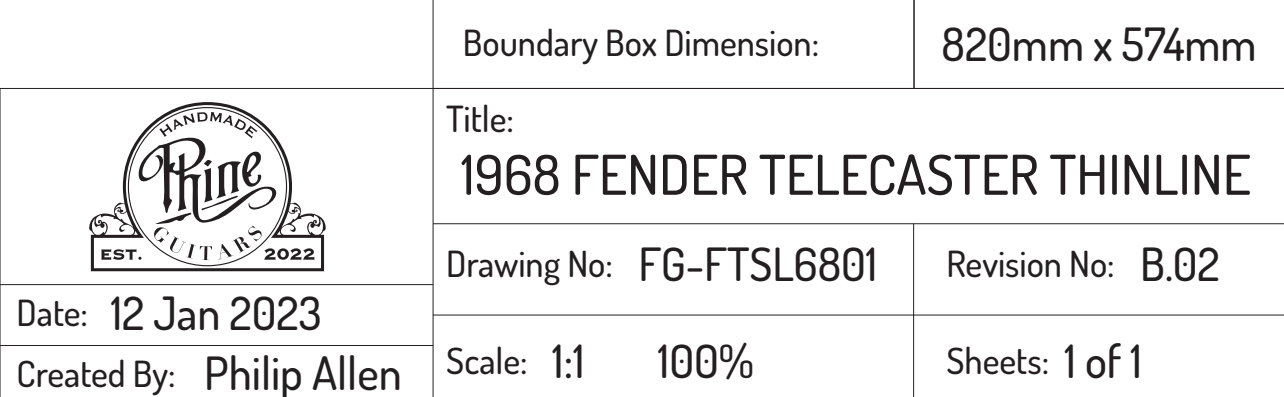 Boundary Box Dimension: 820mm x 574mm
HANDMADE
Thine
GUITARS
EST. 2022
Title:
1968 FENDER TELECASTER THINLINE
Drawing No: FG-FTSL6801 Revision No: B.02
Date: 12 Jan 2023
Created By: Philip Allen
Scale: 1:1 100% Sheets: 1 of 1